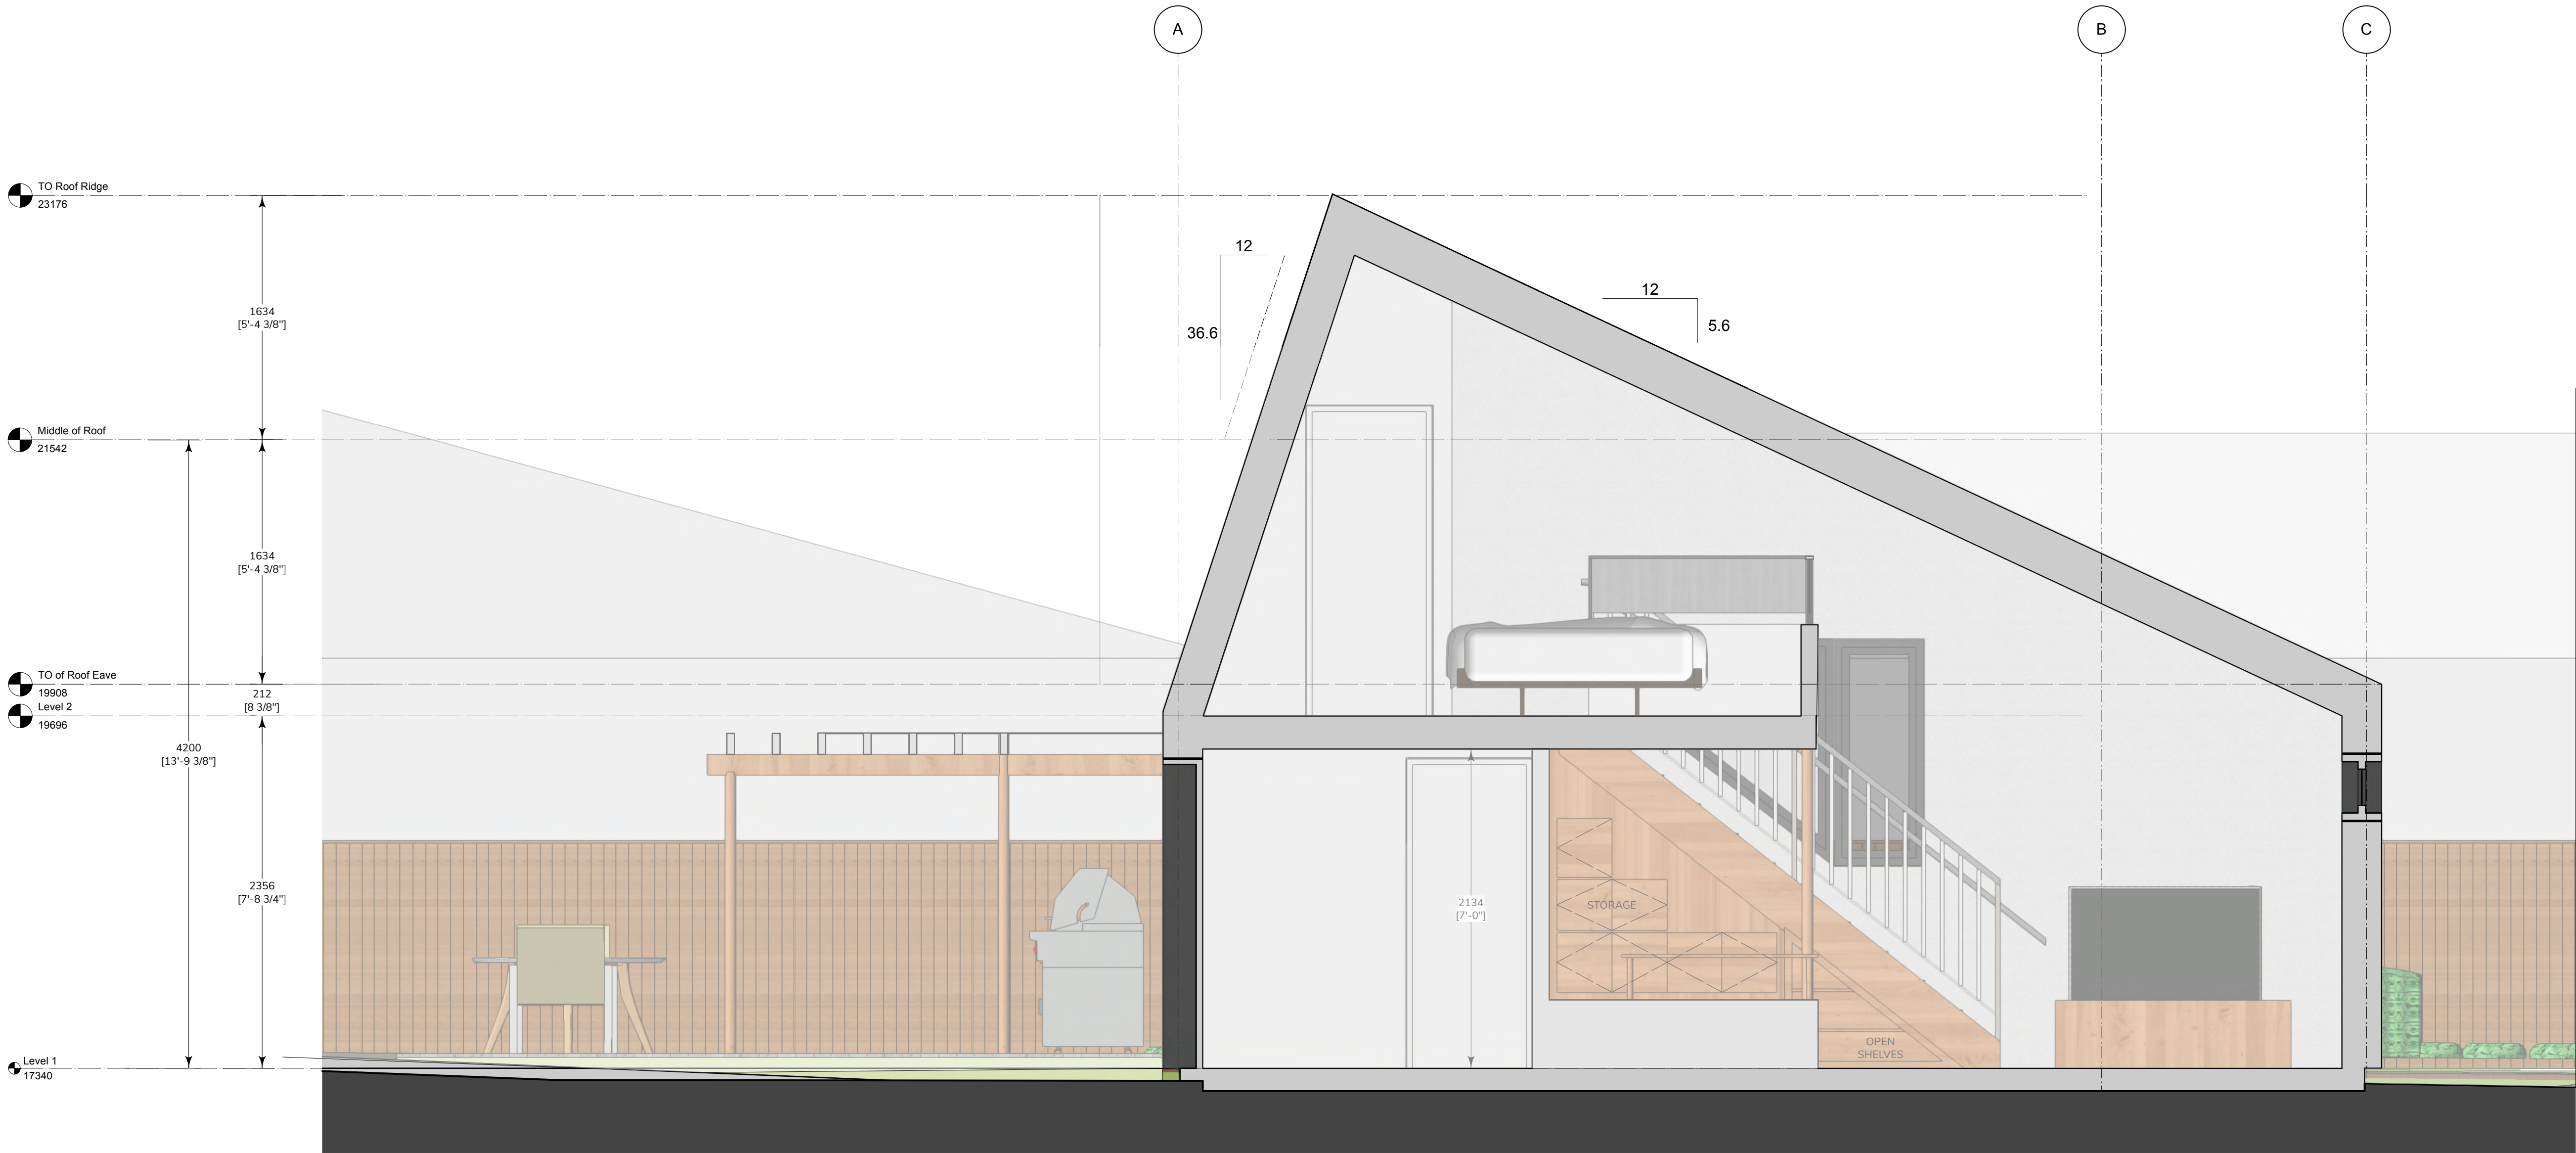 A
B
C
TO Roof Ridge
23176
12
12
1634
[5'-4 3/8"]
36.6
5.6
Middle of Roof
21542
1634
[5'-4 3/8"]
TO of Roof Eave
19908
212
[8 3/8"]
Level 2
19696
4200
[13'-9 3/8"]
2356
[7'-8 3/4"]
2134
[7'-0"]
STORAGE
OPEN
SHELVES
Level 1
17340